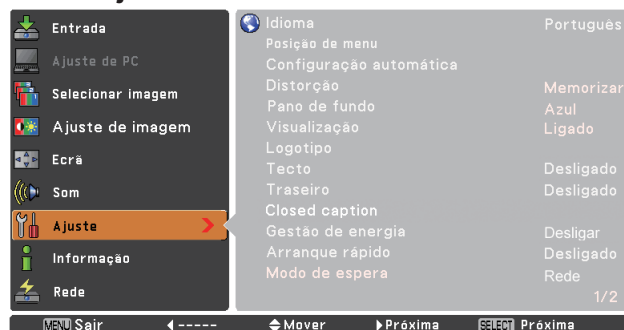 Entrada
Ajuste de PC
Selecionar imagem
Ajuste de imagem
Ecrã
Som
Ajuste
Informação
Rede
Idioma Português
Posição de menu
Configuração automática
Distorção Memorizar
Pano de fundo Azul
Visualização Ligado
Logotipo
Tecto Desligado
Traseiro Desligado
Closed caption
Gestão de energia Desligar
Arranque rápido Desligado
Modo de espera Rede
1/2
MENU Sair ----- Mover Próxima SELECT Próxima